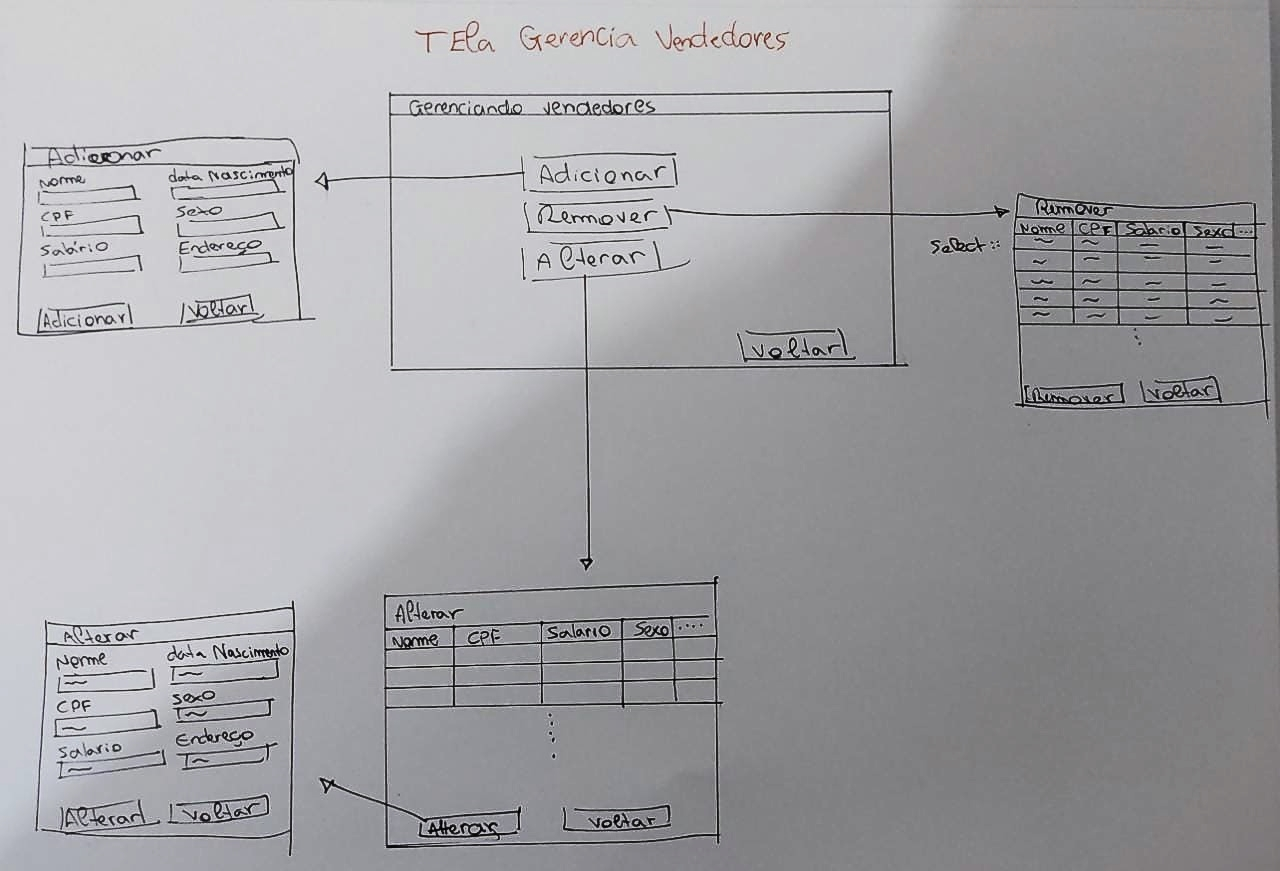 TEla Gerencia Vendedores
Gerenciando vendedores
Adicionar
Remover
Alterar
Voltar
Adicionar
Nome data Nascimento
CPF Sexo
Salário Endereço
Adicionar Voltar
Remover
Nome CPF Salario Sexo ...
Select ::
Remover Voltar
Alterar
Nome CPF Salario Sexo ....
Alterar Voltar
Alterar
Nome data Nascimento
CPF Sexo
Salario Endereço
Alterar Voltar